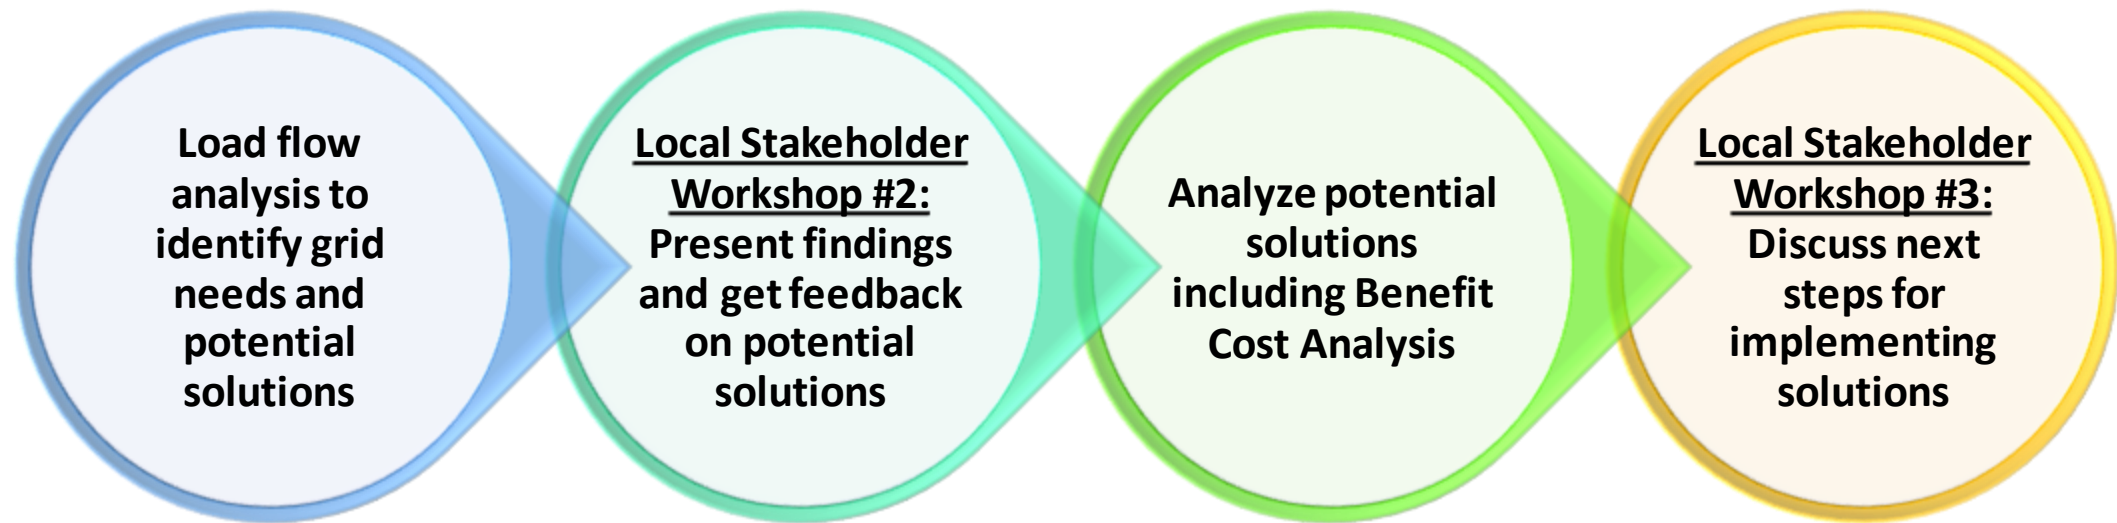 Load flow
analysis to
identify grid
needs and
potential
solutions
Local Stakeholder
Workshop #2:
Present findings
and get feedback
on potential
solutions
Analyze potential
solutions
including Benefit
Cost Analysis
Local Stakeholder
Workshop #3:
Discuss next
steps for
implementing
solutions